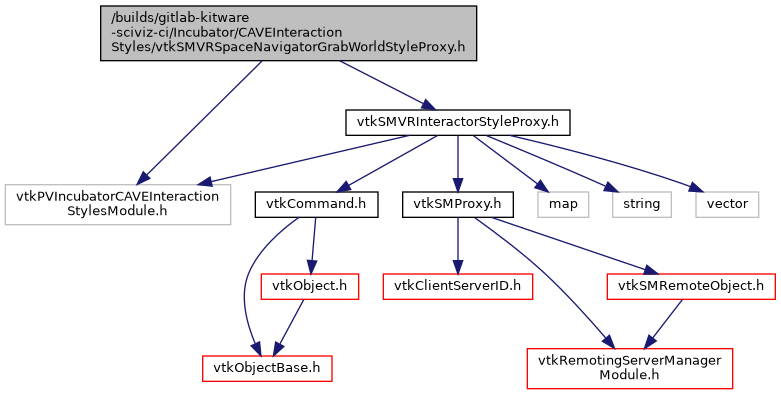 /builds/gitlab-kitware
-sciviz-ci/Incubator/CAVEInteraction
Styles/vtkSMVRSpaceNavigatorGrabWorldStyleProxy.h
vtkSMVRInteractorStyleProxy.h
vtkPVIncubatorCAVEInteraction
StylesModule.h
vtkCommand.h
vtkSMProxy.h
map
string
vector
vtkObject.h
vtkClientServerID.h
vtkSMRemoteObject.h
vtkObjectBase.h
vtkRemotingServerManager
Module.h